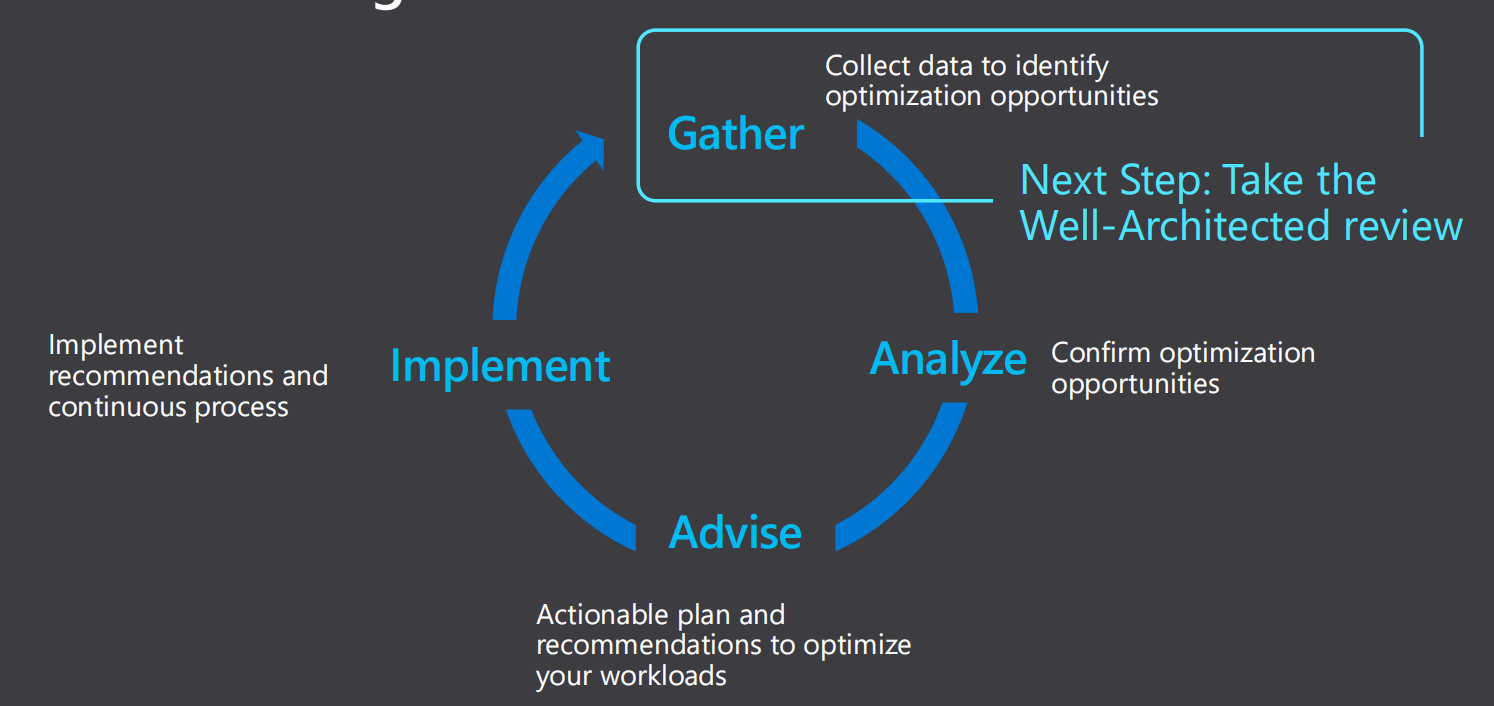 Collect data to identify
optimization opportunities
Gather
Next Step: Take the
Well-Architected review
Implement
recommendations and
continuous process
Implement
Analyze
Confirm optimization
opportunities
Advise
Actionable plan and
recommendations to optimize
your workloads